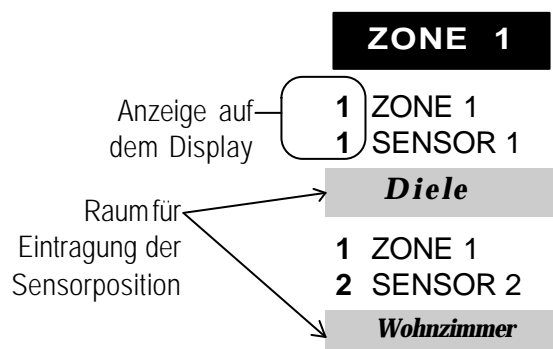 ZONE 1
Anzeige auf
dem Display
1 ZONE 1
1 SENSOR 1
Diele
Raum für
Eintragung der
Sensorposition
1 ZONE 1
2 SENSOR 2
Wohnzimmer